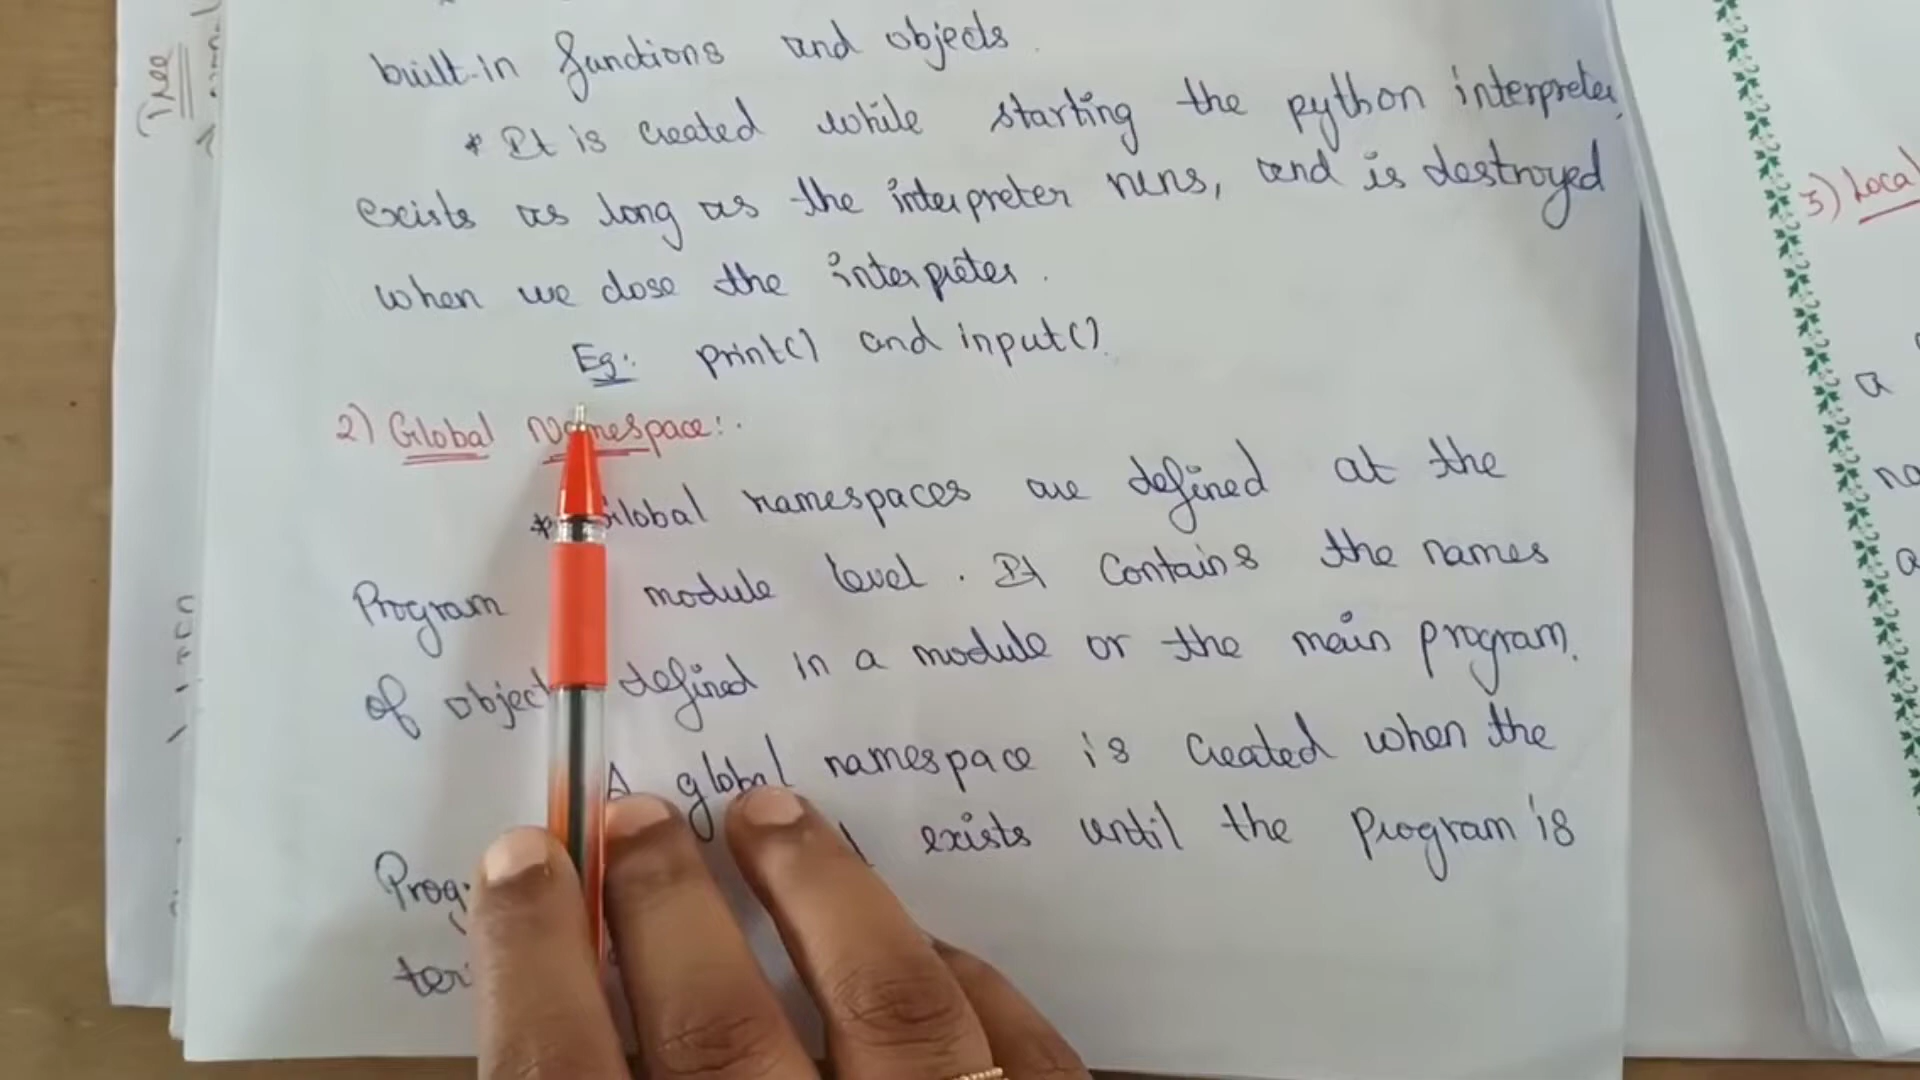 built-in functions and objects.
* It is created while starting the python interpreter,
exists as long as the interpreter runs, and is destroyed
when we close the interpreter.
Eg: print() and input().
2) Global Namespace:-
* Global namespaces are defined at the
Program module level. It contains the names
of object defined in a module or the main program.
A global namespace is created when the
exists until the program is
Tree
3) Local
a